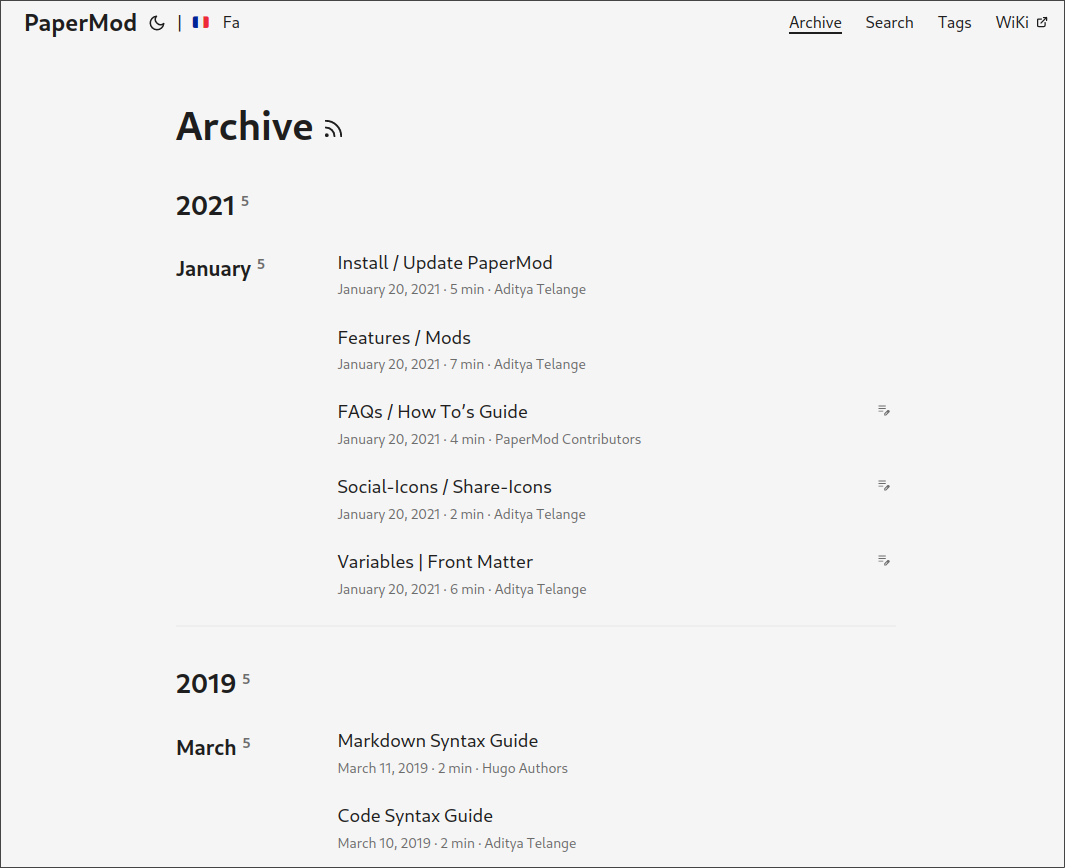 PaperMod | Fa Archive Search Tags WiKi
Archive
2021 5
January 5
Install / Update PaperMod
January 20, 2021 · 5 min · Aditya Telange
Features / Mods
January 20, 2021 · 7 min · Aditya Telange
FAQs / How To’s Guide
January 20, 2021 · 4 min · PaperMod Contributors
Social-Icons / Share-Icons
January 20, 2021 · 2 min · Aditya Telange
Variables | Front Matter
January 20, 2021 · 6 min · Aditya Telange
2019 5
March 5
Markdown Syntax Guide
March 11, 2019 · 2 min · Hugo Authors
Code Syntax Guide
March 10, 2019 · 2 min · Aditya Telange